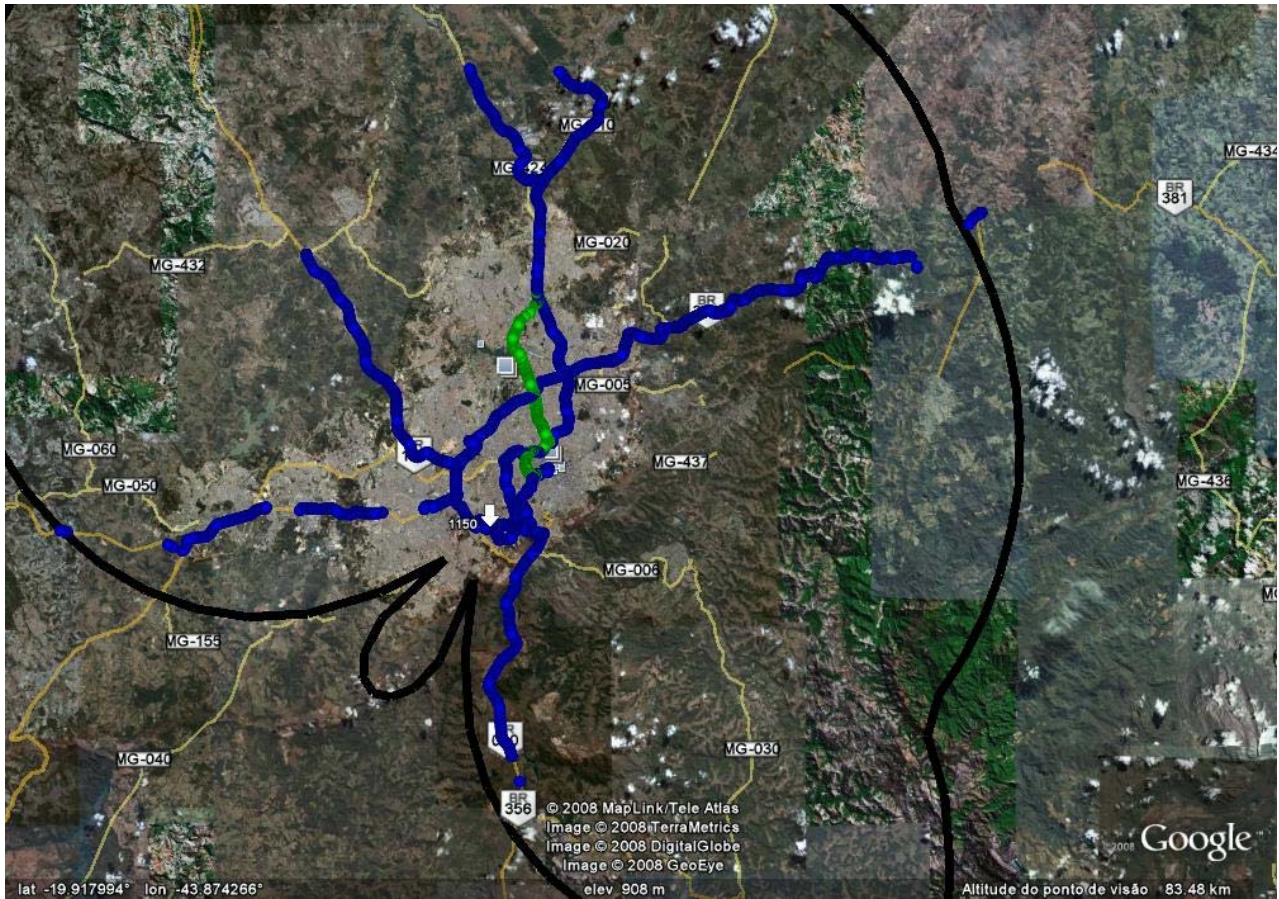 MG-434
BR
381
MG-020
MG-432
MG-005
MG-060
MG-437
MG-050
MG-436
1150
MG-006
MG-155
MG-030
MG-040
BR
356
© 2008 MapLink/Tele Atlas
Image © 2008 TerraMetrics
Image © 2008 DigitalGlobe
Image © 2008 GeoEye
2008 Google
lat -19.917994° lon -43.874266° elev 908 m Altitude do ponto de visão 83.48 km